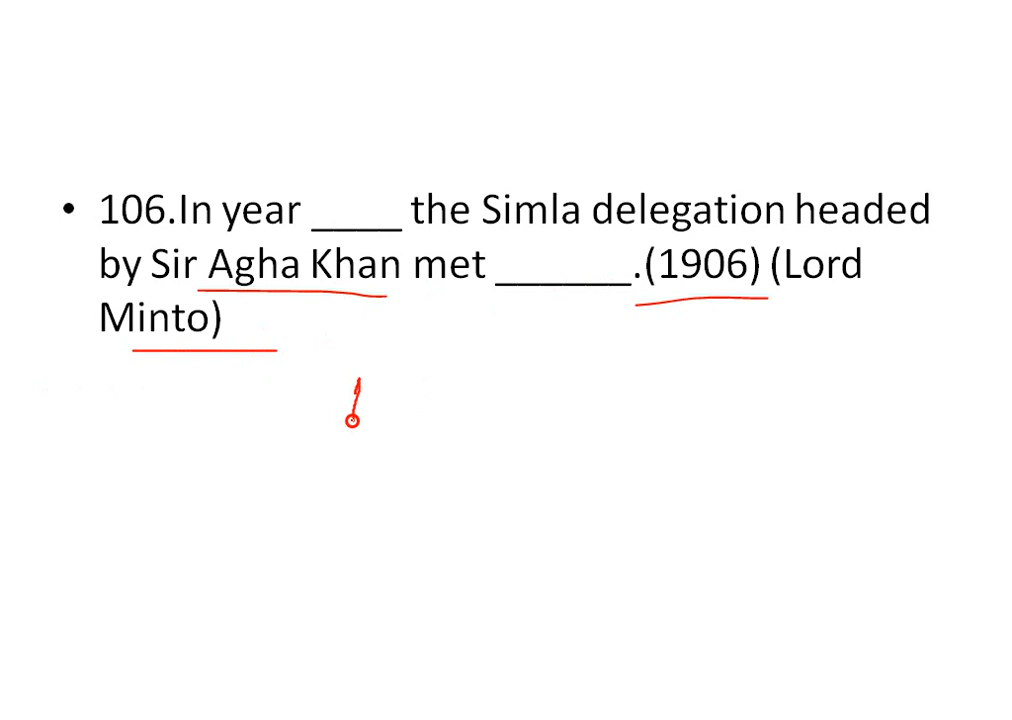 • 106.In year ____ the Simla delegation headed
by Sir Agha Khan met ______.(1906) (Lord
Minto)